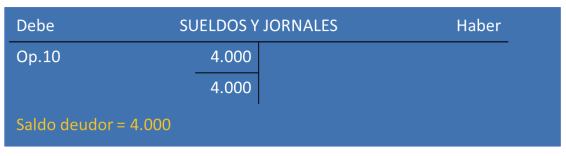 Debe SUELDOS Y JORNALES Haber
Op.10 4.000
4.000
Saldo deudor = 4.000